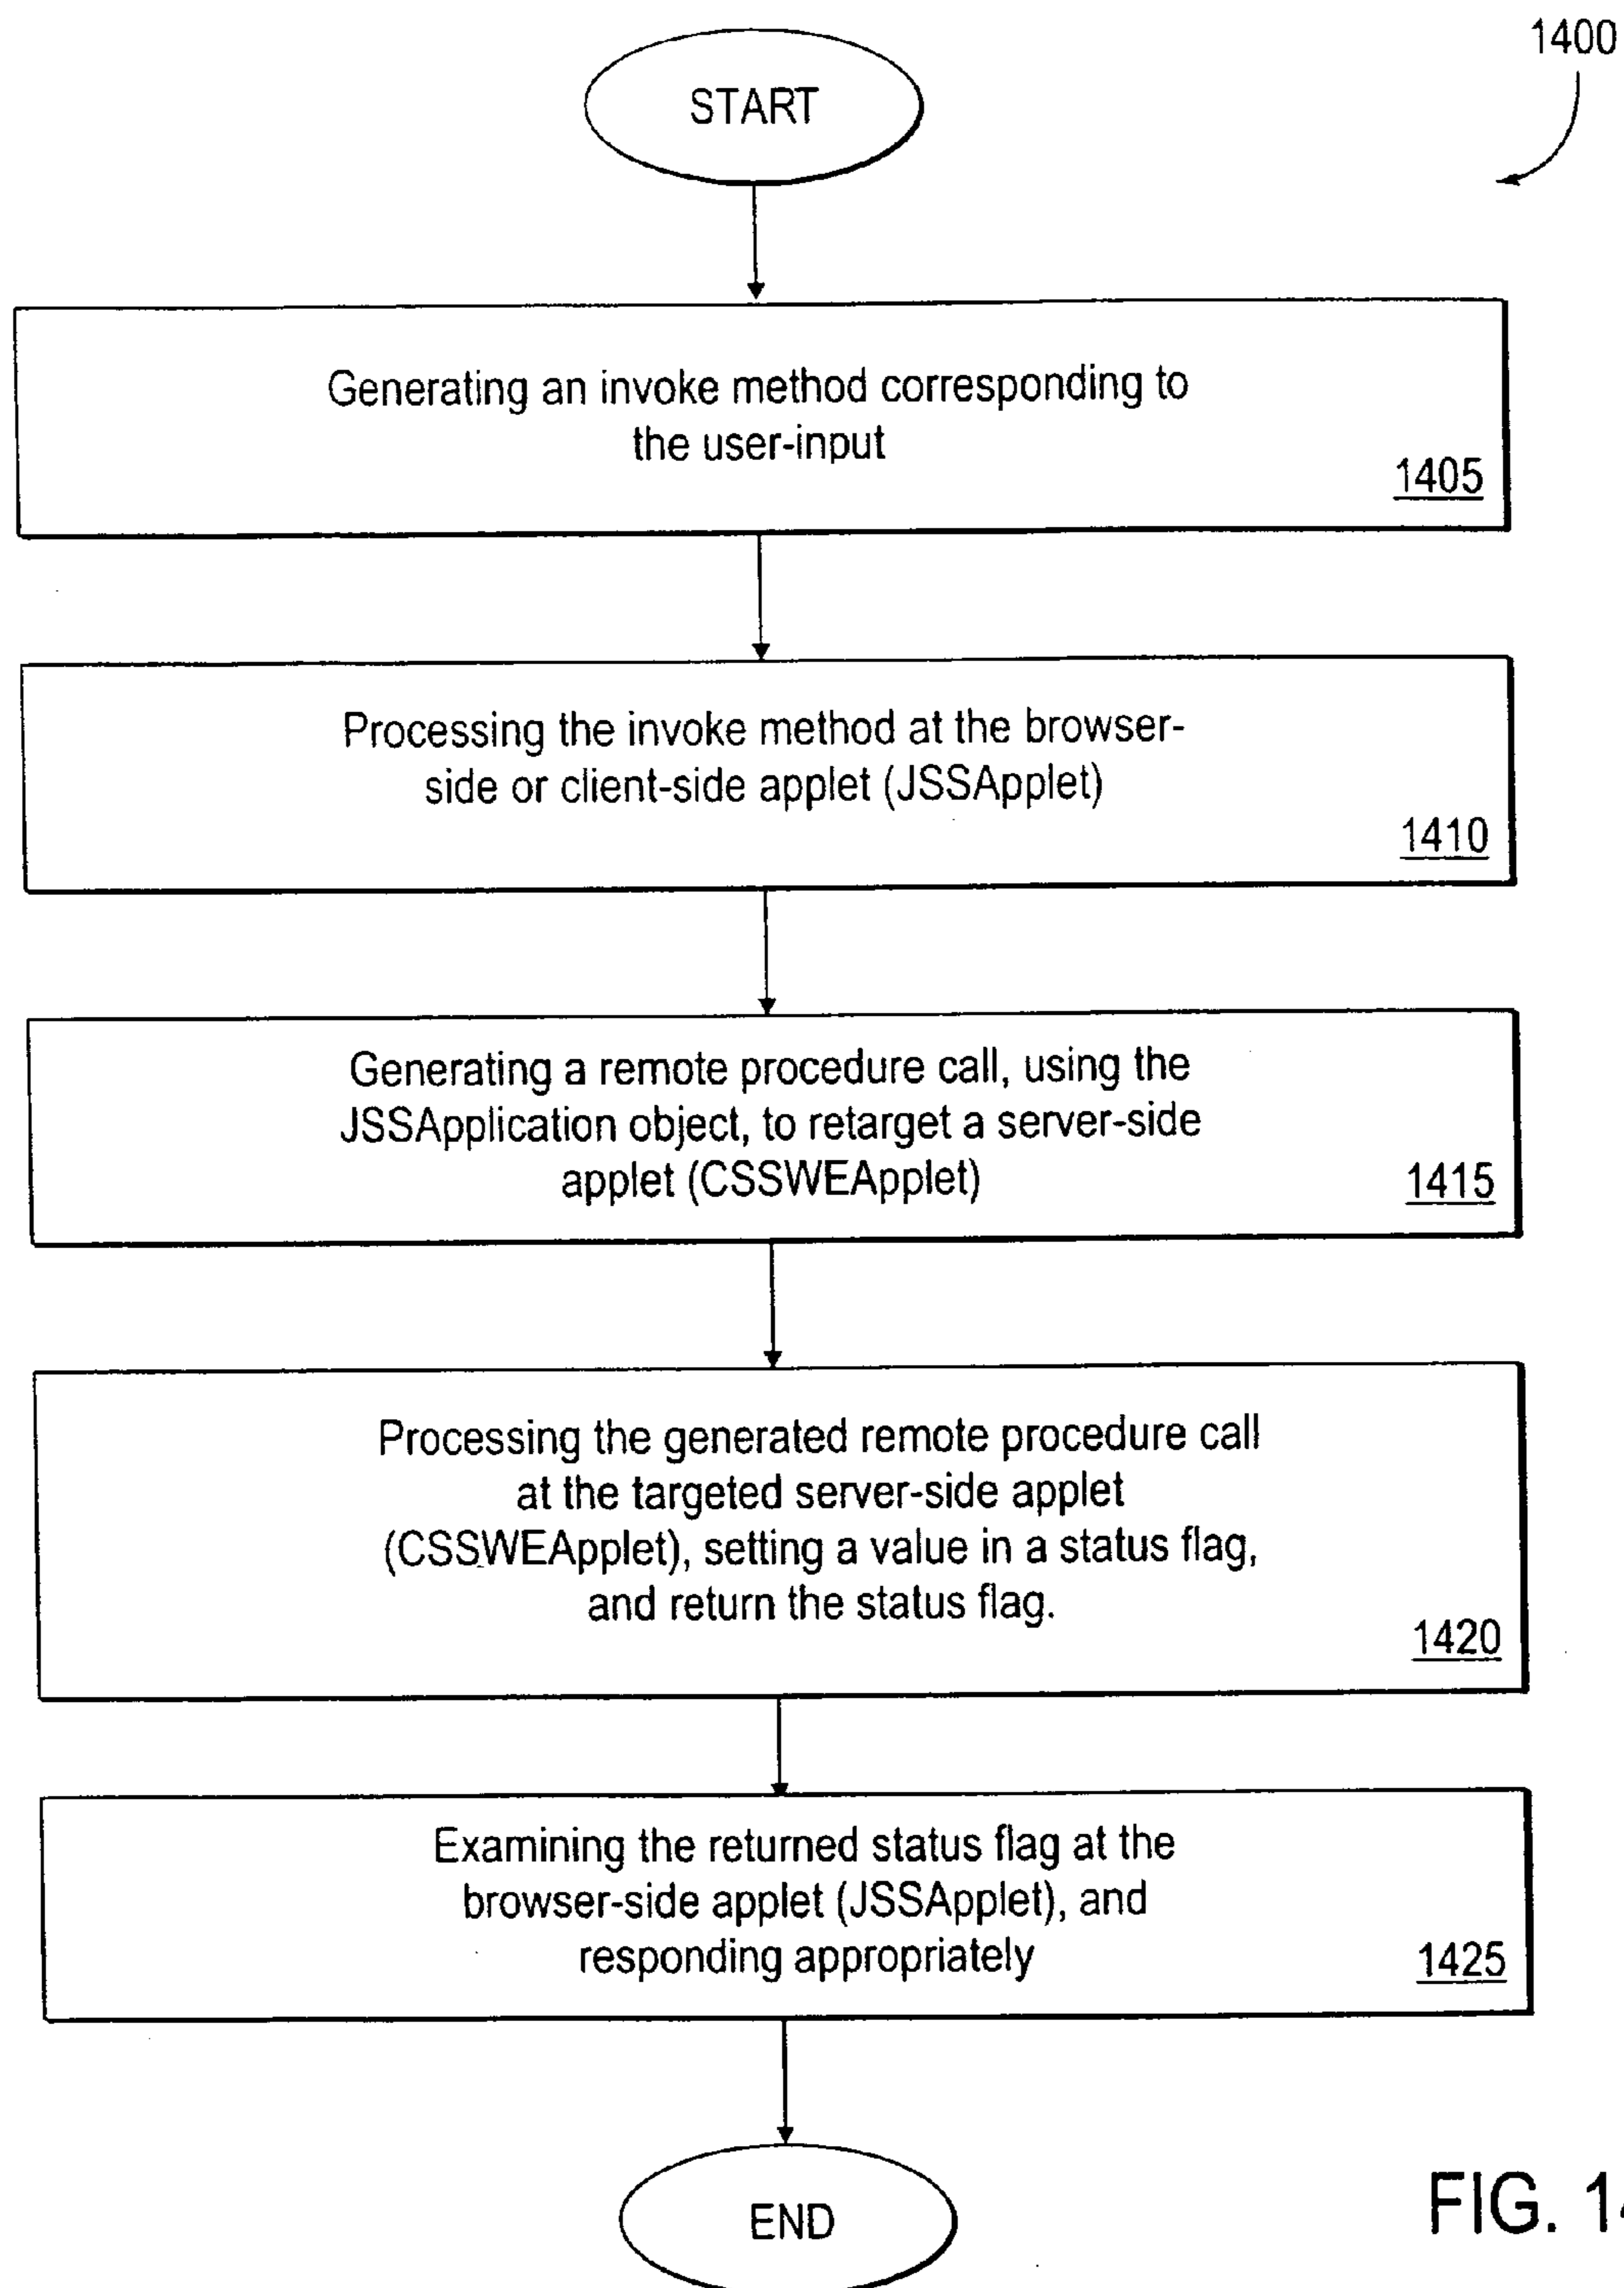 1400
START
Generating an invoke method corresponding to
the user-input
1405
Processing the invoke method at the browser-
side or client-side applet (JSSApplet)
1410
Generating a remote procedure call, using the
JSSApplication object, to retarget a server-side
applet (CSSWEApplet)
1415
Processing the generated remote procedure call
at the targeted server-side applet
(CSSWEApplet), setting a value in a status flag,
and return the status flag.
1420
Examining the returned status flag at the
browser-side applet (JSSApplet), and
responding appropriately
1425
END
FIG. 14